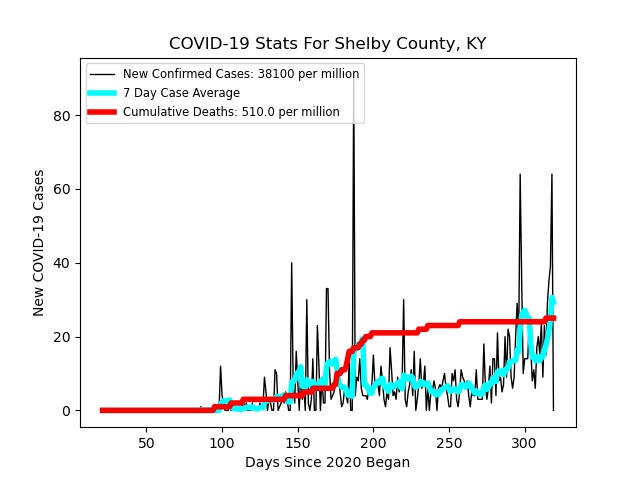 COVID-19 Stats For Shelby County, KY
New Confirmed Cases: 38100 per million
7 Day Case Average
Cumulative Deaths: 510.0 per million
New COVID-19 Cases
80
60
40
20
0
50 100 150 200 250 300
Days Since 2020 Began